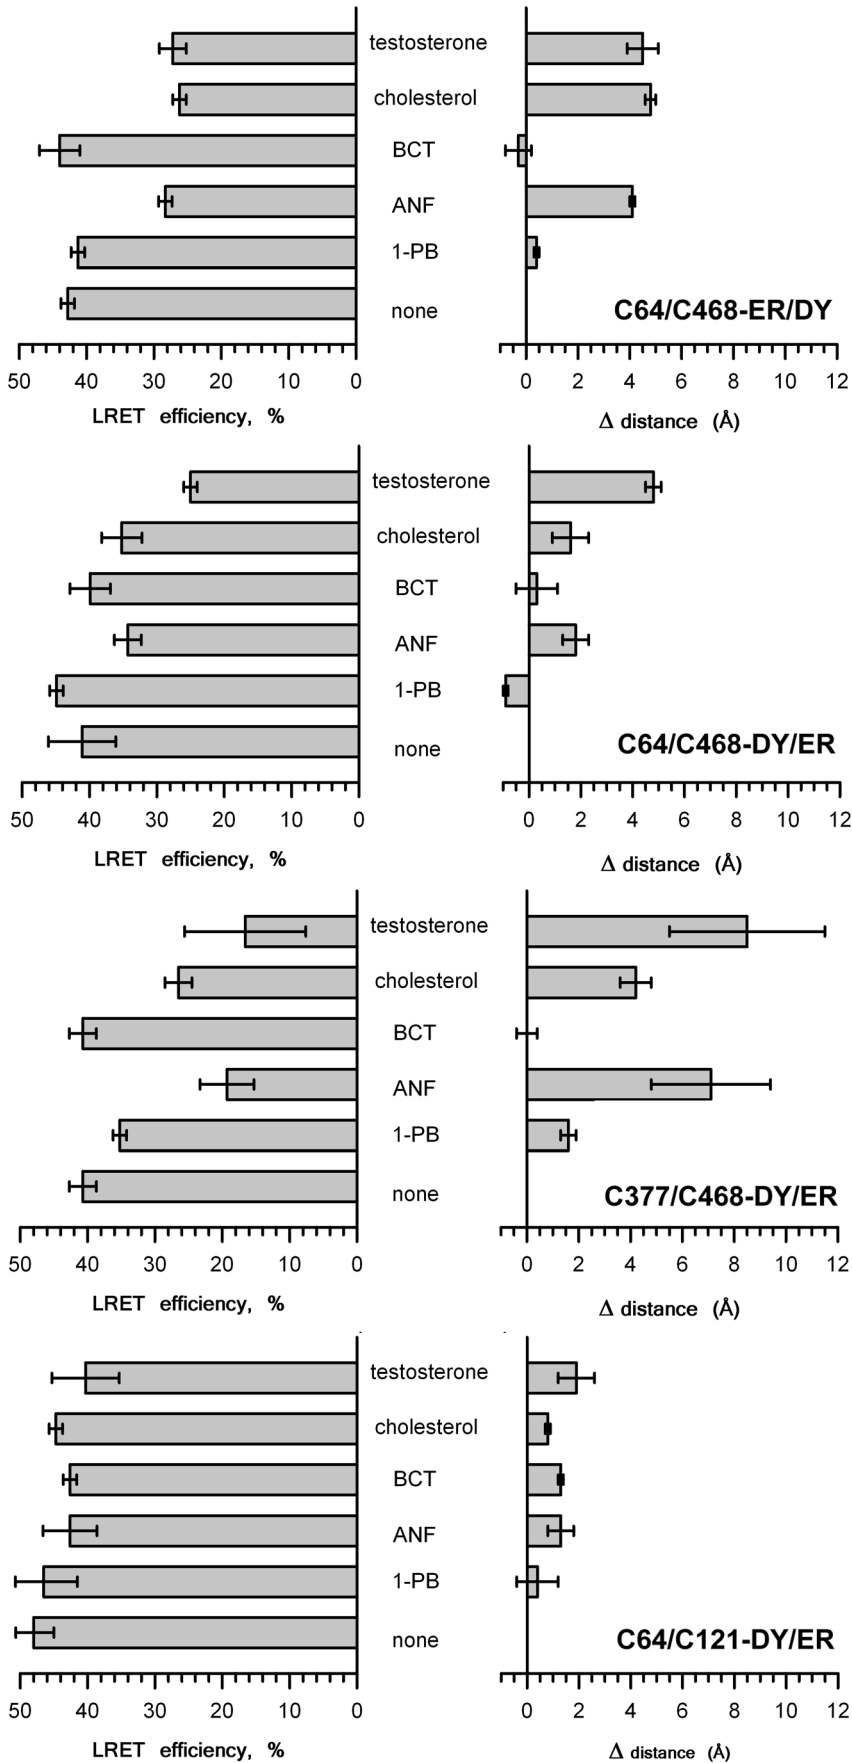 testosterone
cholesterol
BCT
ANF
1-PB
none
C64/C468-ER/DY
50 40 30 20 10 0 0 2 4 6 8 10 12
LRET efficiency, % Δ distance (Å)
testosterone
cholesterol
BCT
ANF
1-PB
none
C64/C468-DY/ER
50 40 30 20 10 0 0 2 4 6 8 10 12
LRET efficiency, % Δ distance (Å)
testosterone
cholesterol
BCT
ANF
1-PB
none
C377/C468-DY/ER
50 40 30 20 10 0 0 2 4 6 8 10 12
LRET efficiency, % Δ distance (Å)
testosterone
cholesterol
BCT
ANF
1-PB
none
C64/C121-DY/ER
50 40 30 20 10 0 0 2 4 6 8 10 12
LRET efficiency, % Δ distance (Å)